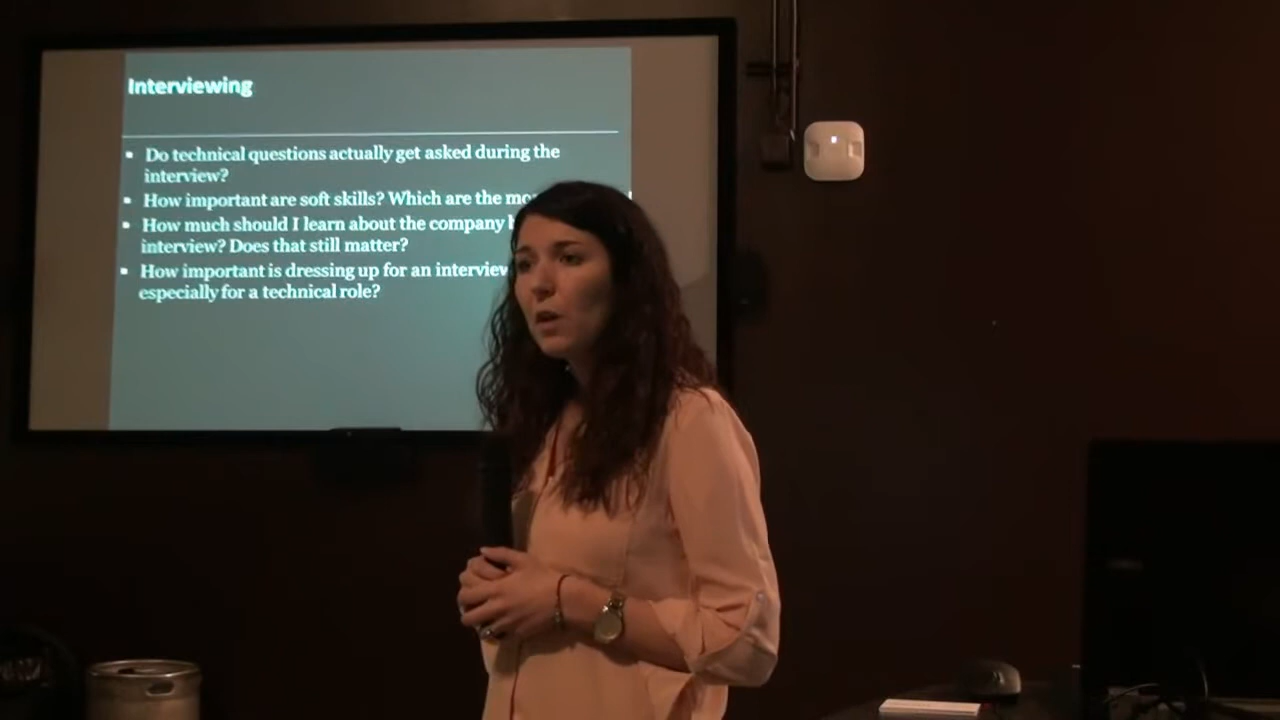 Interviewing
▪ Do technical questions actually get asked during the
interview?
▪ How important are soft skills? Which are the
▪ How much should I learn about the company
interview? Does that still matter?
▪ How important is dressing up for an interview
especially for a technical role?